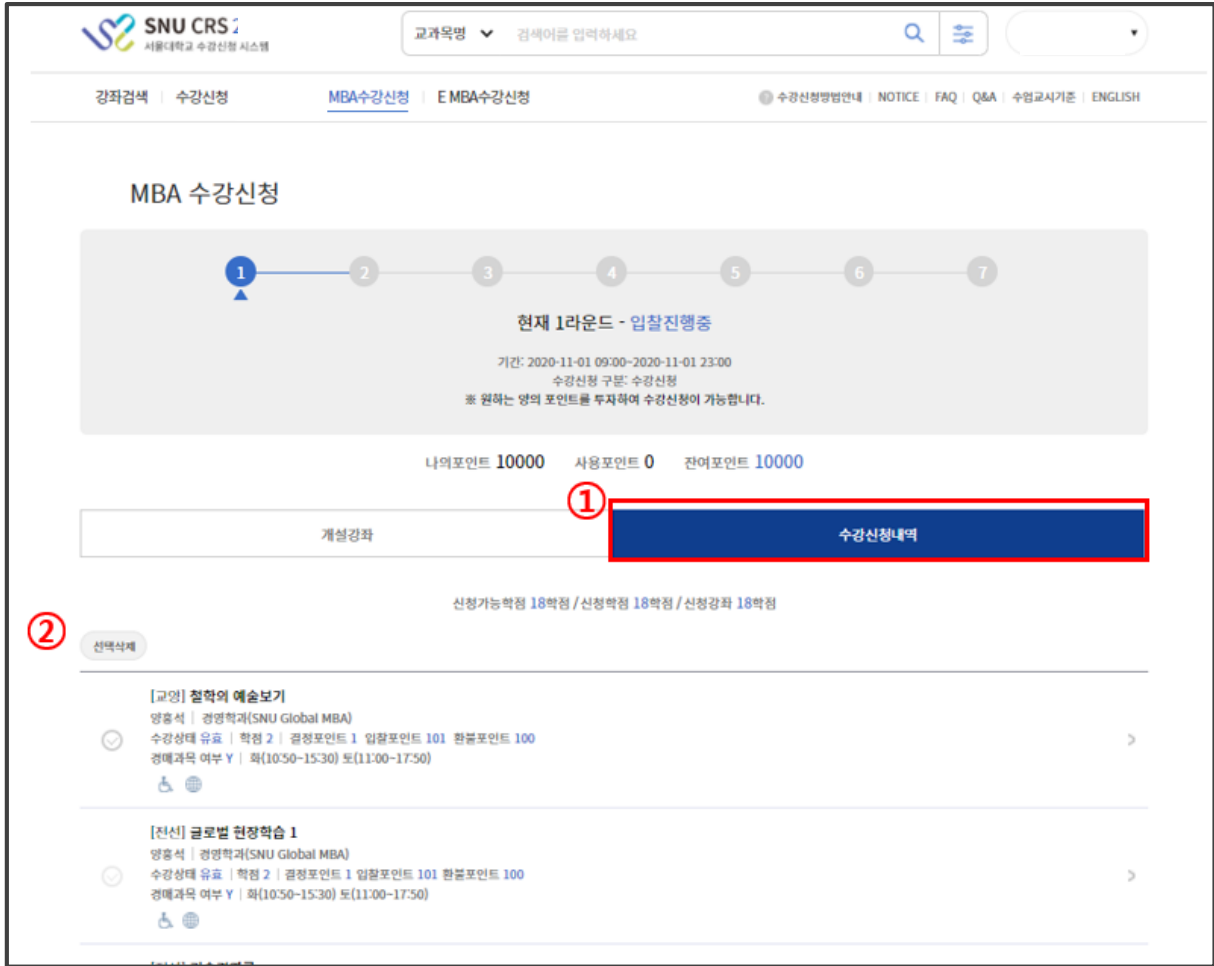 SNU CRS 2
서울대학교 수강신청 시스템
교과목명 검색어를 입력하세요
강좌검색 | 수강신청 MBA수강신청 | E MBA수강신청
수강신청방법안내 | NOTICE | FAQ | Q&A | 수업교시기준 | ENGLISH
MBA 수강신청
1 2 3 4 5 6 7
현재 1라운드 - 입찰진행중
기간: 2020-11-01 09:00~2020-11-01 23:00
수강신청 구분: 수강신청
※ 원하는 양의 포인트를 투자하여 수강신청이 가능합니다.
나의포인트 10000 사용포인트 0 잔여포인트 10000
①
개설강좌 수강신청내역
신청가능학점 18학점 / 신청학점 18학점 / 신청강좌 18학점
②
선택삭제
[교양] 철학의 예술보기
양홍석 | 경영학과(SNU Global MBA)
수강상태 유효 | 학점 2 | 결정포인트 1 입찰포인트 101 환불포인트 100
경매과목 여부 Y | 화(10:50~15:30) 토(11:00~17:50)
[전선] 글로벌 현장학습 1
양홍석 | 경영학과(SNU Global MBA)
수강상태 유효 | 학점 2 | 결정포인트 1 입찰포인트 101 환불포인트 100
경매과목 여부 Y | 화(10:50~15:30) 토(11:00~17:50)